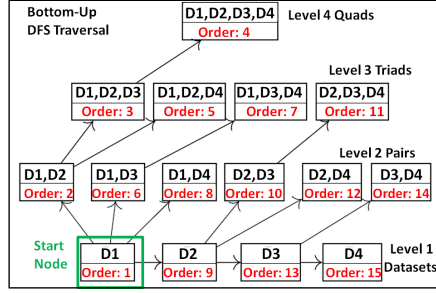 Bottom-Up
DFS Traversal
D1,D2,D3,D4
Order: 4
Level 4 Quads
Level 3 Triads
D1,D2,D3
Order: 3
D1,D2,D4
Order: 5
D1,D3,D4
Order: 7
D2,D3,D4
Order: 11
Level 2 Pairs
D1,D2
Order: 2
D1,D3
Order: 6
D1,D4
Order: 8
D2,D3
Order: 10
D2,D4
Order: 12
D3,D4
Order: 14
Start
Node
D1
Order: 1
D2
Order: 9
D3
Order: 13
D4
Order: 15
Level 1
Datasets